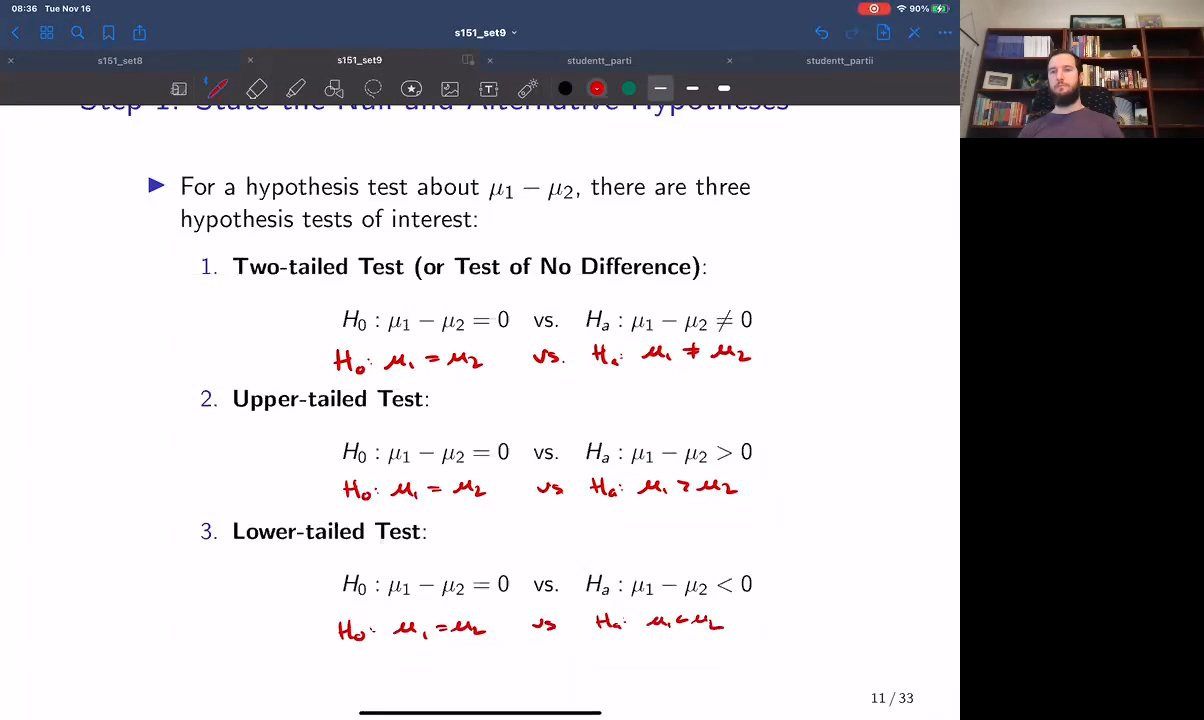 08:36 Tue Nov 16
90%
s151_set9
s151_set8
s151_set9
studentt_parti
studentt_partii
Step 1: State the Null and Alternative Hypotheses
For a hypothesis test about μ₁ − μ₂, there are three
hypothesis tests of interest:
1. Two-tailed Test (or Test of No Difference):
H₀ : μ₁ − μ₂ = 0 vs. Hₐ : μ₁ − μ₂ ≠ 0
H₀: μ₁ = μ₂ vs. Hₐ: μ₁ ≠ μ₂
2. Upper-tailed Test:
H₀ : μ₁ − μ₂ = 0 vs. Hₐ : μ₁ − μ₂ > 0
H₀: μ₁ = μ₂ vs Hₐ: μ₁ > μ₂
3. Lower-tailed Test:
H₀ : μ₁ − μ₂ = 0 vs. Hₐ : μ₁ − μ₂ < 0
H₀: μ₁ = μ₂ vs Hₐ: μ₁ < μ₂
11 / 33